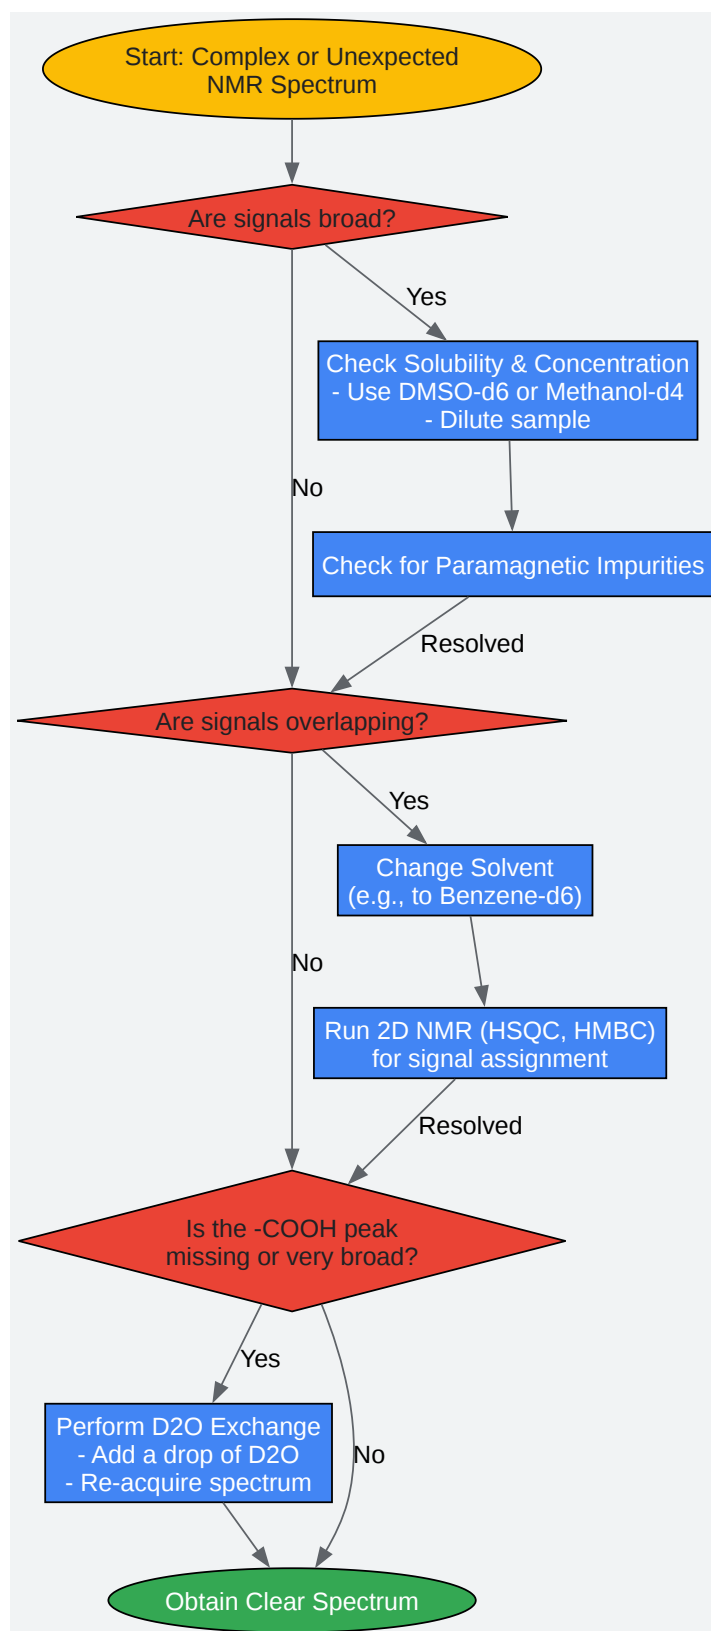 Start: Complex or Unexpected
NMR Spectrum
Are signals broad?
Yes
Check Solubility & Concentration
- Use DMSO-d6 or Methanol-d4
- Dilute sample
No
Check for Paramagnetic Impurities
Resolved
Are signals overlapping?
Yes
Change Solvent
(e.g., to Benzene-d6)
No
Run 2D NMR (HSQC, HMBC)
for signal assignment
Resolved
Is the -COOH peak
missing or very broad?
Yes
Perform D2O Exchange
- Add a drop of D2O
- Re-acquire spectrum
No
Obtain Clear Spectrum